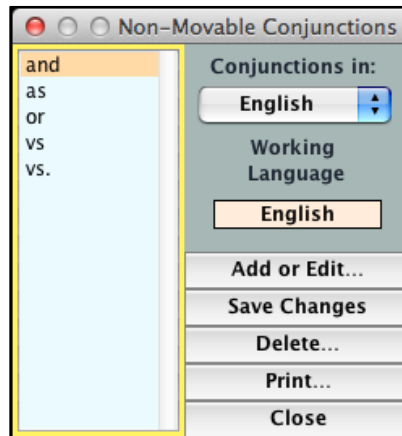 Non-Movable Conjunctions
and
as
or
vs
vs.
Conjunctions in:
English
Working
Language
English
Add or Edit...
Save Changes
Delete...
Print...
Close